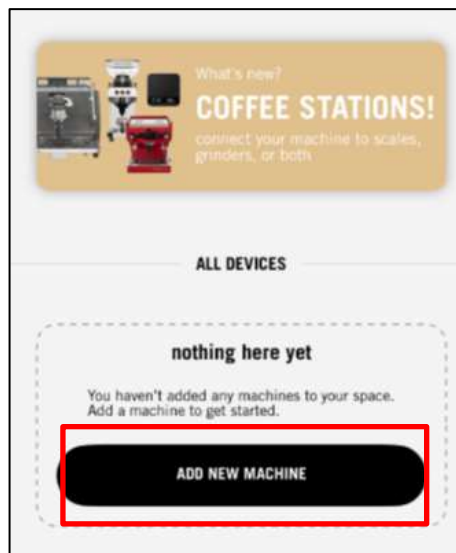 What's new?
COFFEE STATIONS!
connect your machine to scales,
grinders, or both
ALL DEVICES
nothing here yet
You haven't added any machines to your space.
Add a machine to get started.
ADD NEW MACHINE